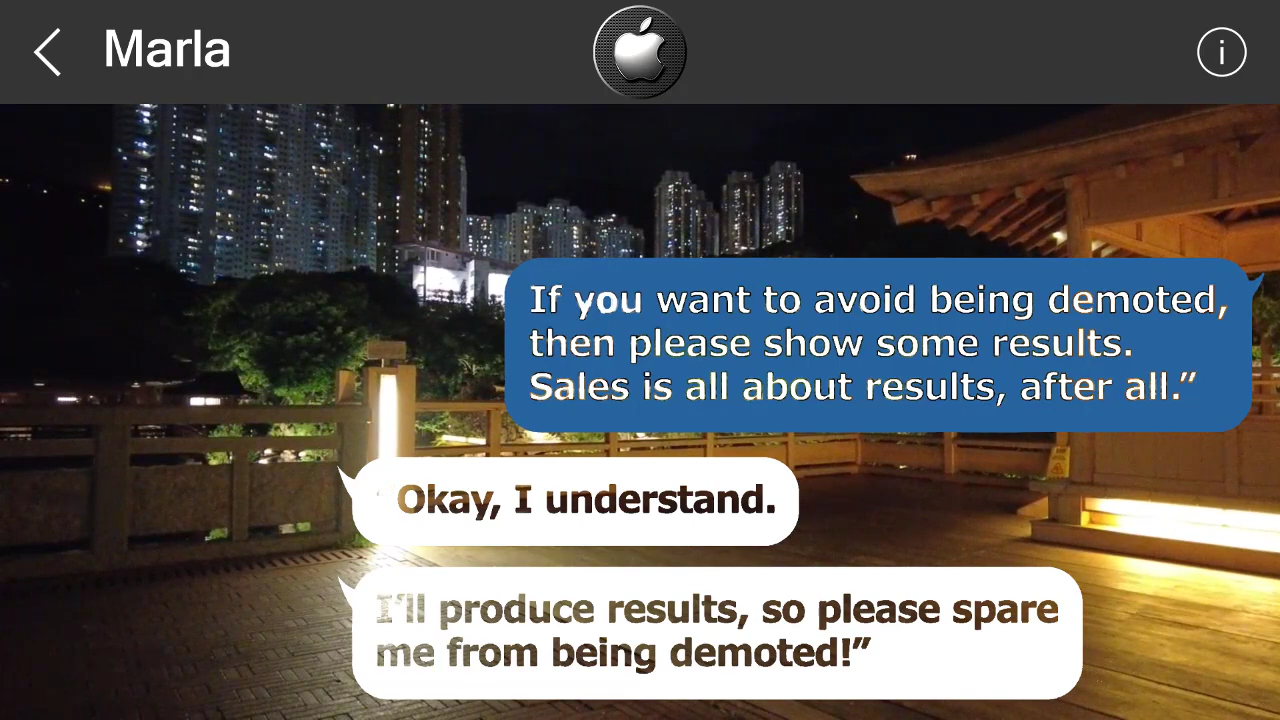 Marla
i
If you want to avoid being demoted,
then please show some results.
Sales is all about results, after all.”
Okay, I understand.
I’ll produce results, so please spare
me from being demoted!”